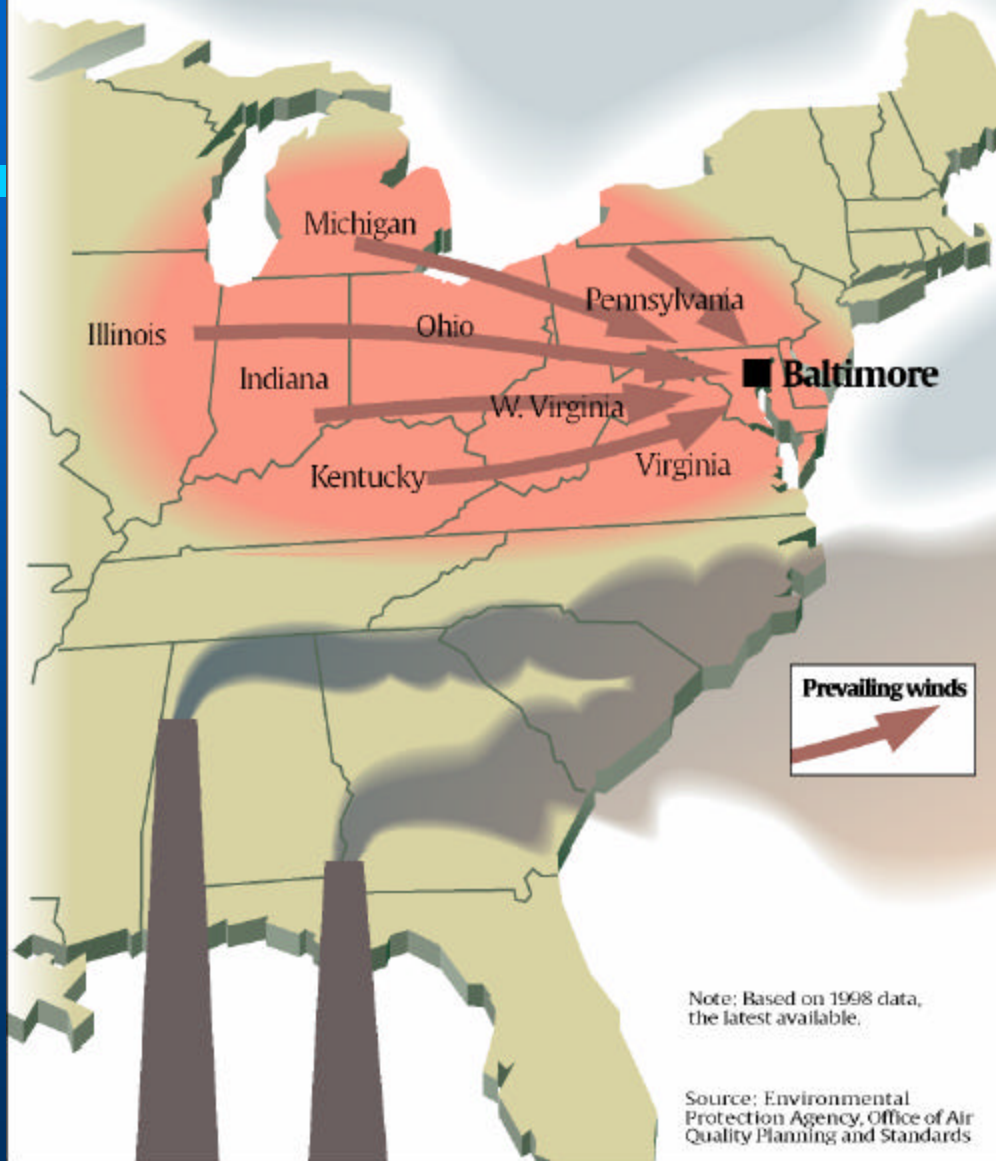 Michigan
Pennsylvania
Illinois
Ohio
Indiana
Baltimore
W. Virginia
Kentucky
Virginia
Prevailing winds
Note: Based on 1998 data,
the latest available.
Source: Environmental
Protection Agency, Office of Air
Quality Planning and Standards